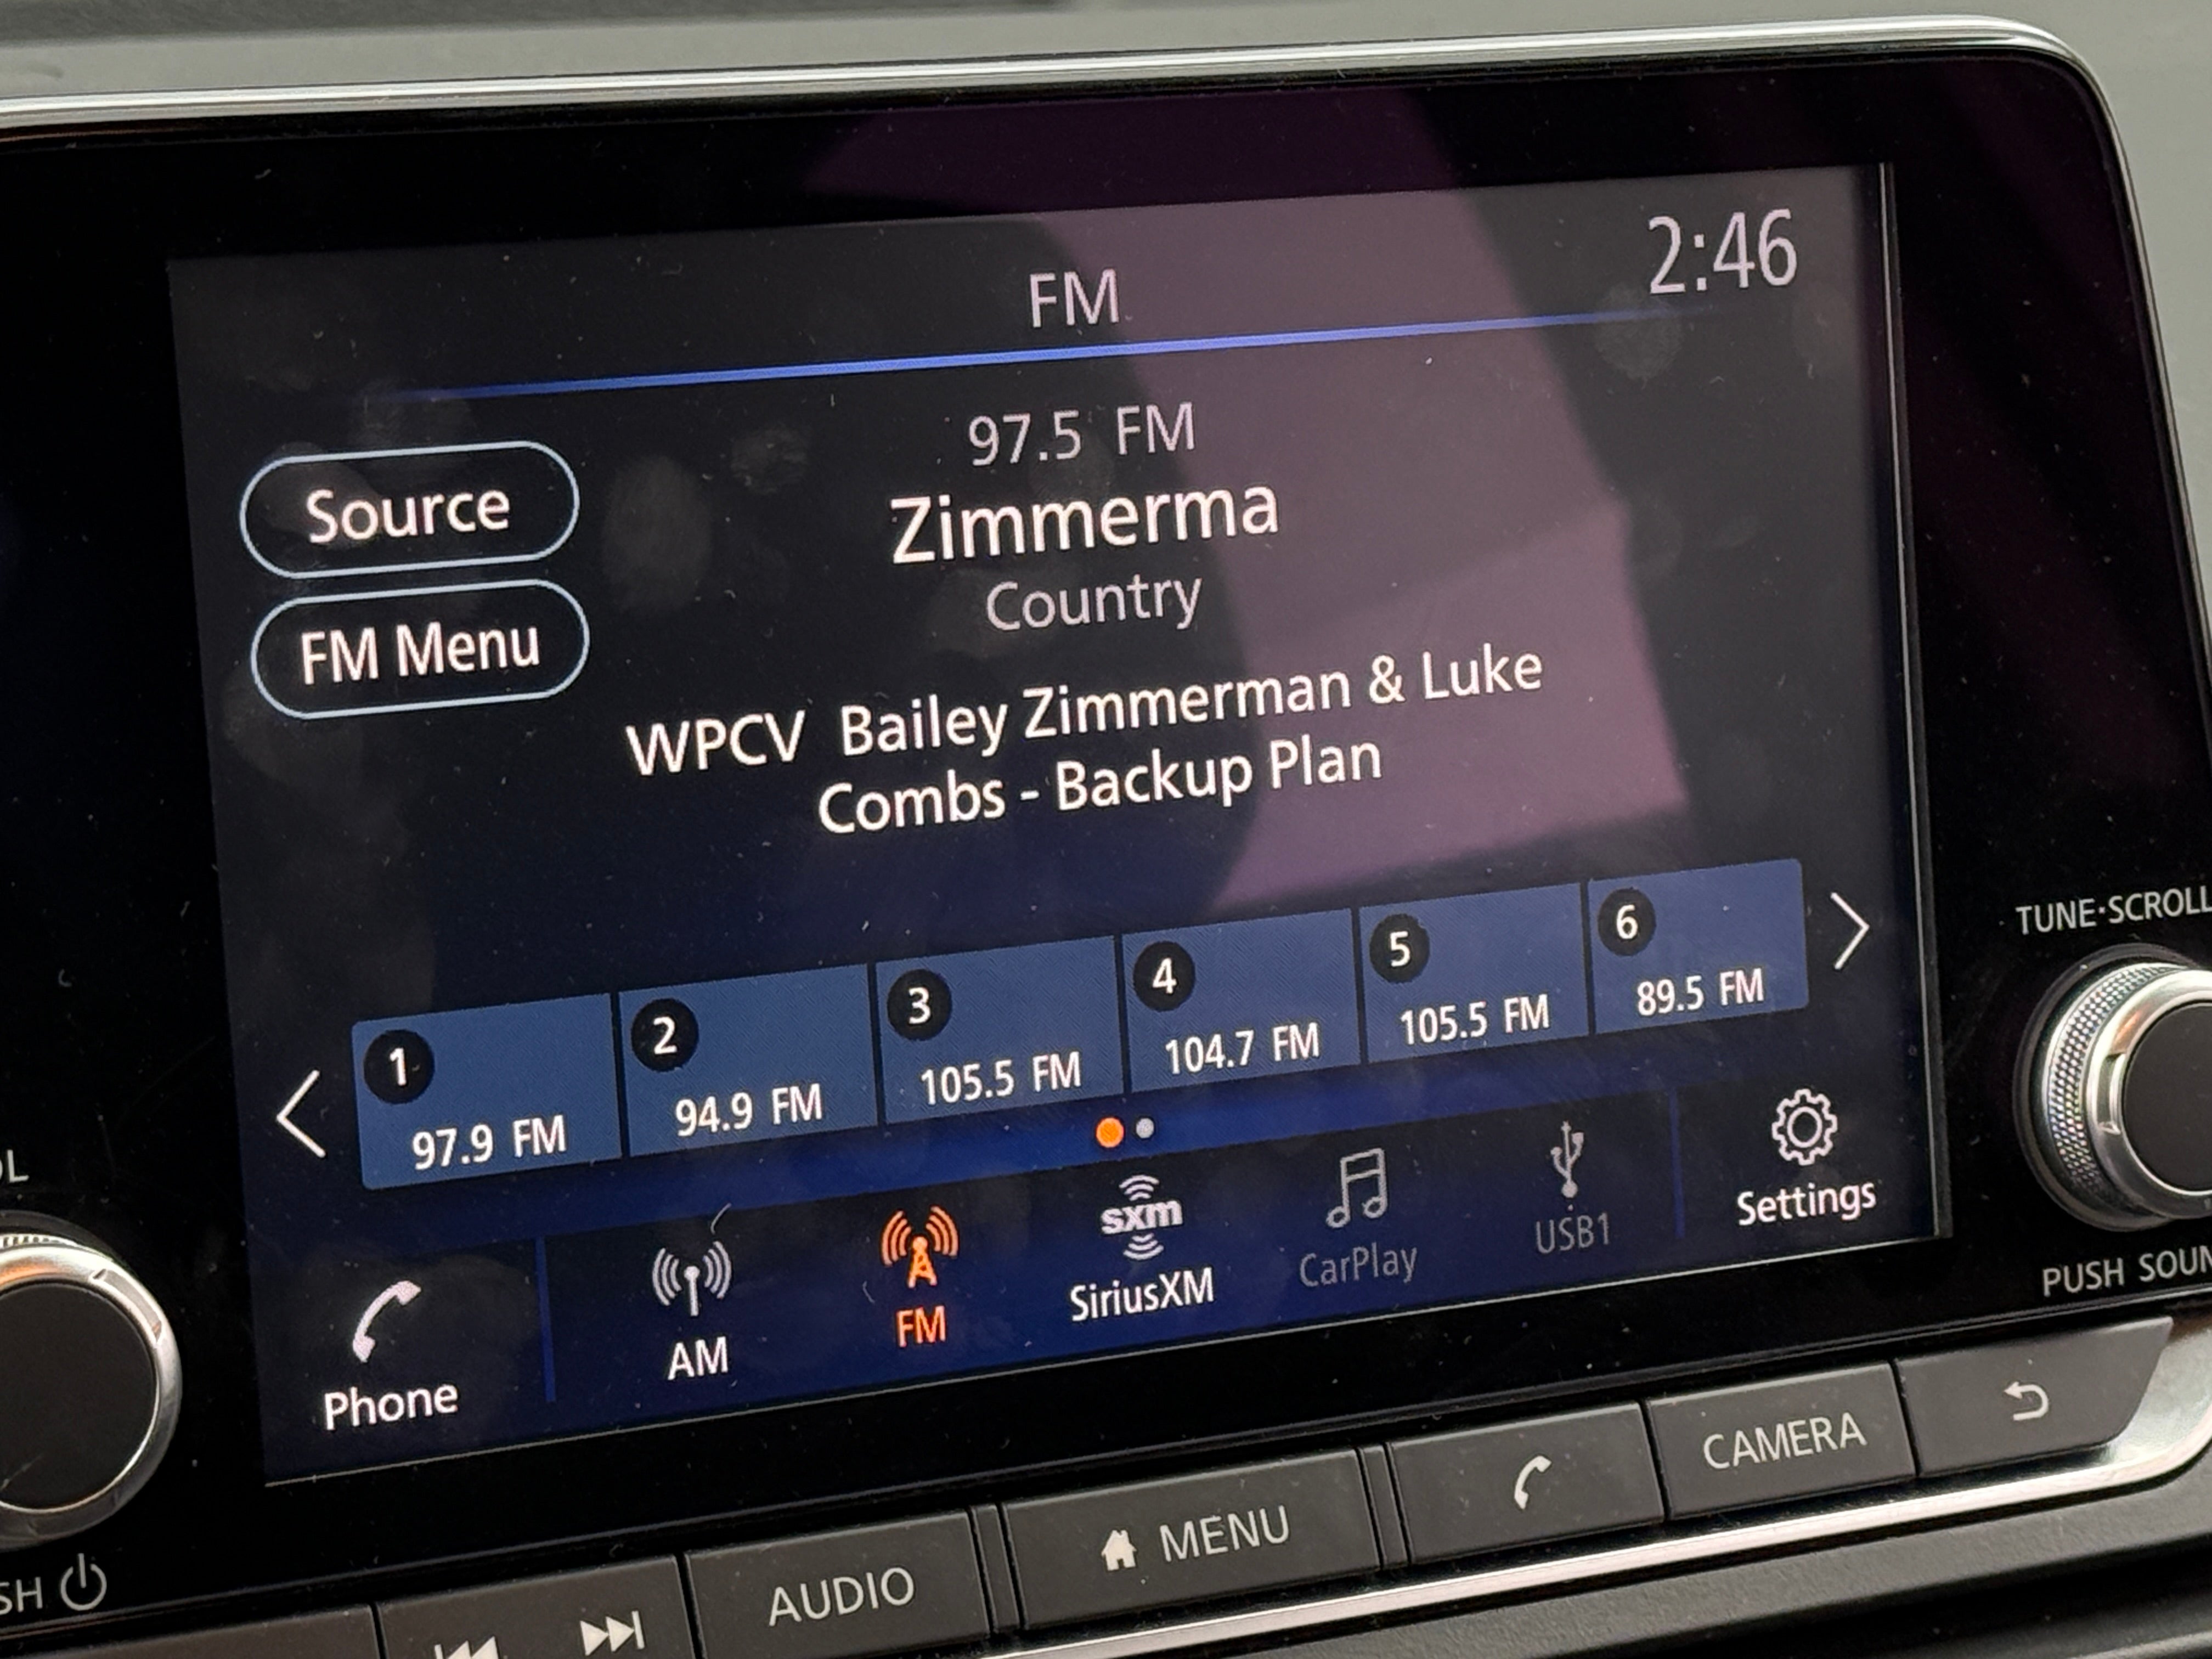 FM
2:46
97.5 FM
Source
Zimmerma
Country
FM Menu
WPCV Bailey Zimmerman & Luke
Combs - Backup Plan
1
97.9 FM
2
94.9 FM
3
105.5 FM
4
104.7 FM
5
105.5 FM
6
89.5 FM
Phone
AM
FM
sxm
SiriusXM
CarPlay
USB1
Settings
TUNE·SCROLL
PUSH SOUN
OL
SH
AUDIO
MENU
CAMERA